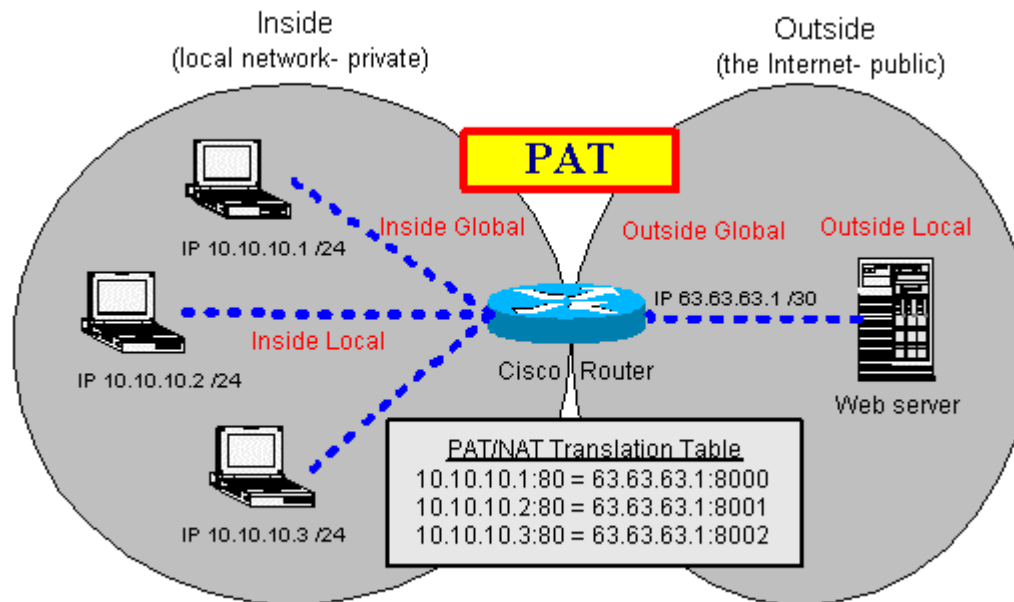 Inside
(local network- private)
Outside
(the Internet- public)
PAT
Inside Global
Outside Global
Outside Local
IP 10.10.10.1 /24
IP 63.63.63.1 /30
Inside Local
IP 10.10.10.2 /24
Cisco Router
Web server
PAT/NAT Translation Table
10.10.10.1:80 = 63.63.63.1:8000
10.10.10.2:80 = 63.63.63.1:8001
10.10.10.3:80 = 63.63.63.1:8002
IP 10.10.10.3 /24